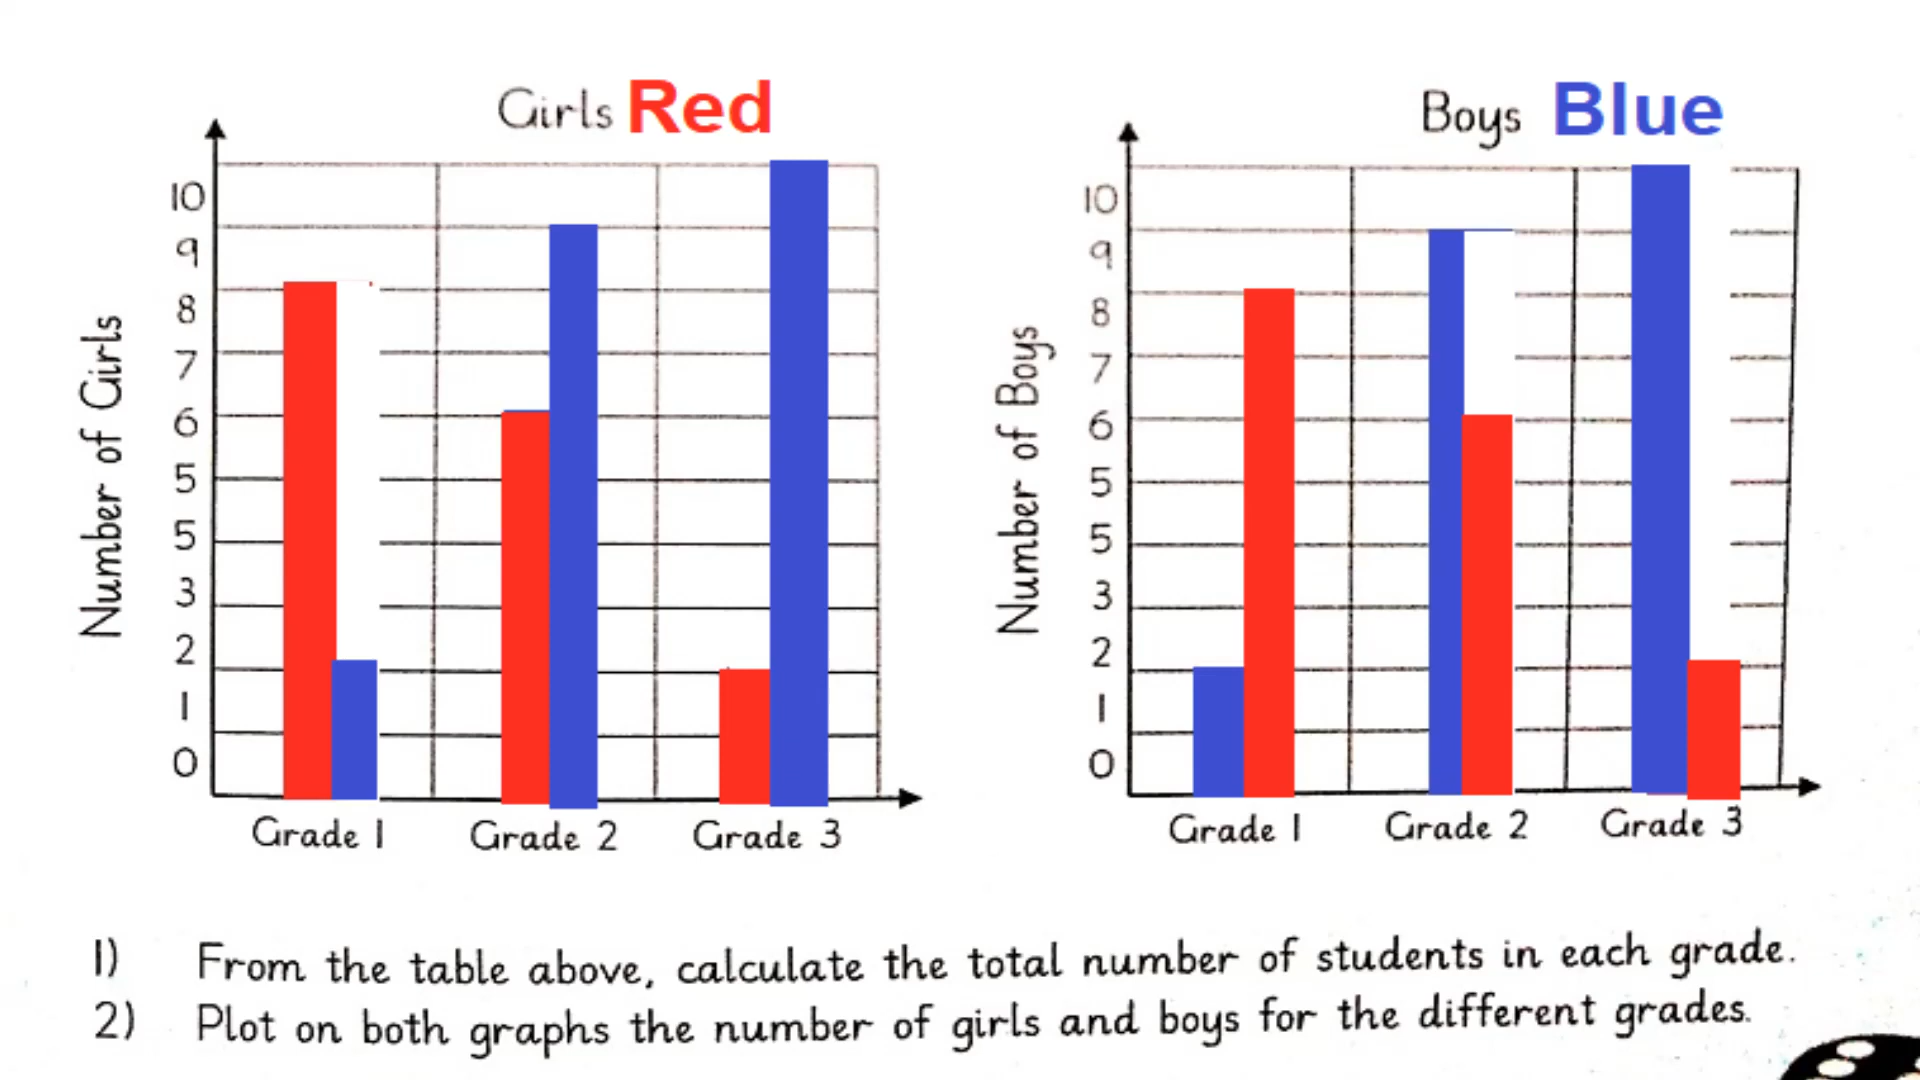 Girls Red
10
9
8
7
6
5
5
3
2
1
0
Number of Girls
Grade 1 Grade 2 Grade 3
Boys Blue
10
9
8
7
6
5
5
3
2
1
0
Number of Boys
Grade 1 Grade 2 Grade 3
1) From the table above, calculate the total number of students in each grade.
2) Plot on both graphs the number of girls and boys for the different grades.